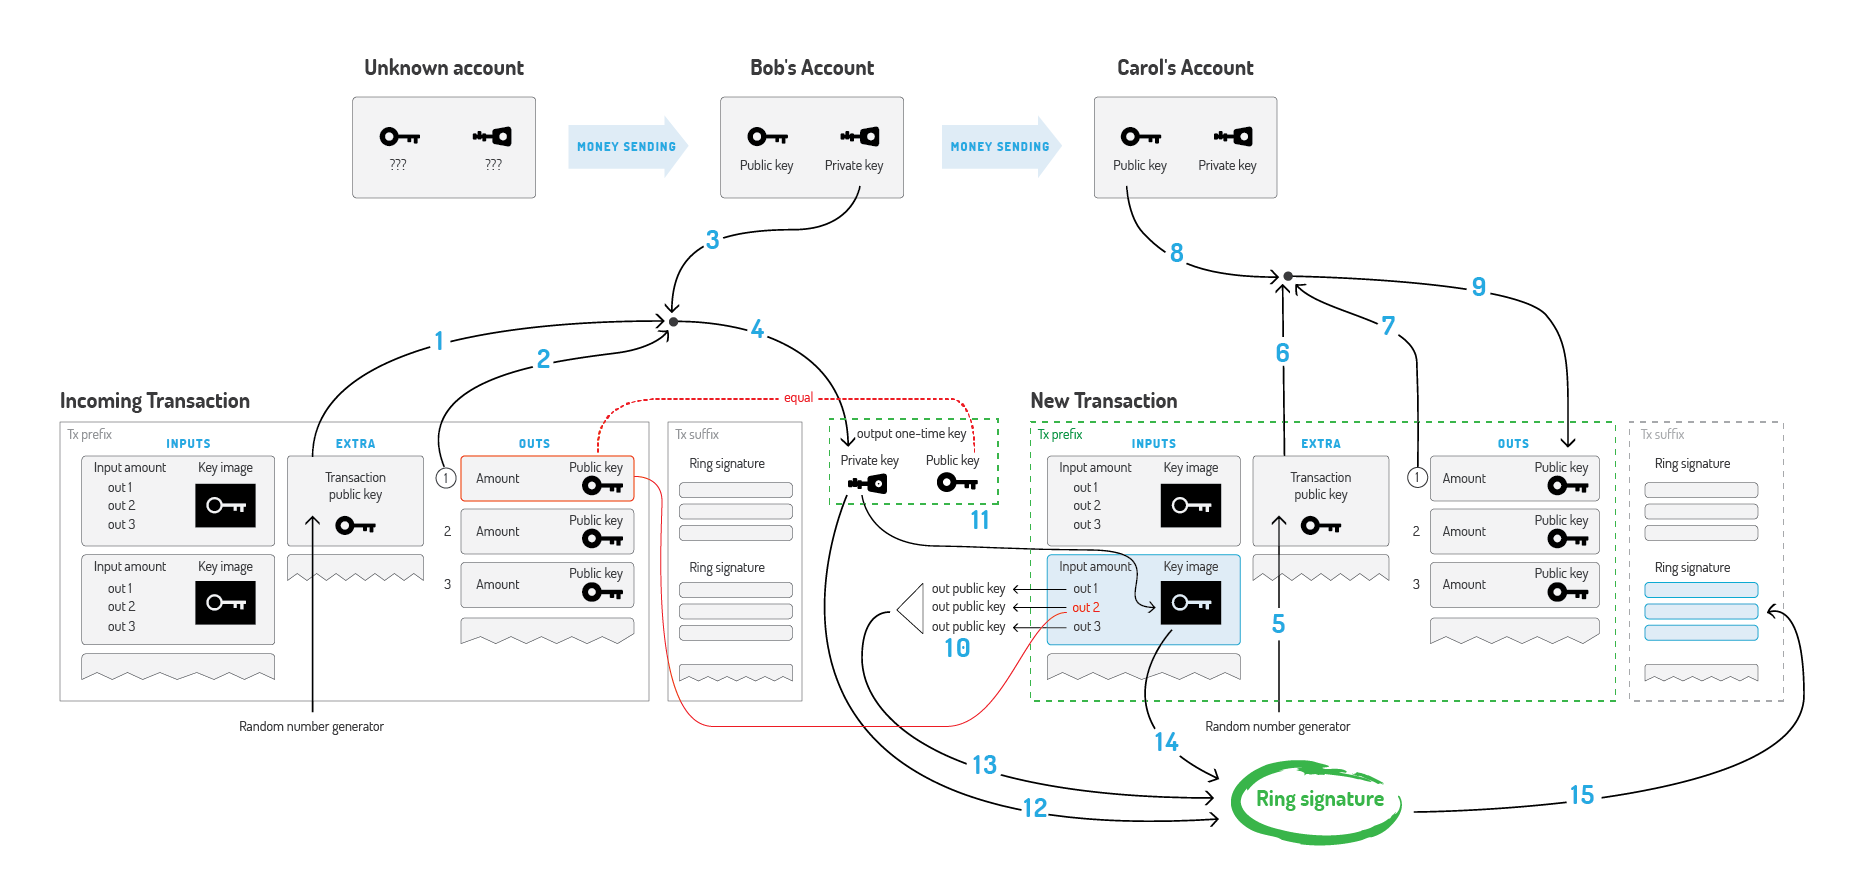 Unknown account
Bob's Account
Carol's Account
???
???
MONEY SENDING
Public key
Private key
MONEY SENDING
Public key
Private key
3
8
9
1
2
4
6
7
equal
Incoming Transaction
Tx prefix
INPUTS
EXTRA
OUTS
Input amount
Key image
out 1
out 2
out 3
Input amount
Key image
out 1
out 2
out 3
Transaction
public key
Random number generator
1
Amount
Public key
2
Amount
Public key
3
Amount
Public key
Tx suffix
Ring signature
Ring signature
output one-time key
Private key
Public key
11
out public key
out public key
out public key
10
New Transaction
Tx prefix
INPUTS
EXTRA
OUTS
Input amount
Key image
out 1
out 2
out 3
Input amount
Key image
out 1
out 2
out 3
Transaction
public key
5
Random number generator
1
Amount
Public key
2
Amount
Public key
3
Amount
Public key
Tx suffix
Ring signature
Ring signature
14
13
12
Ring signature
15